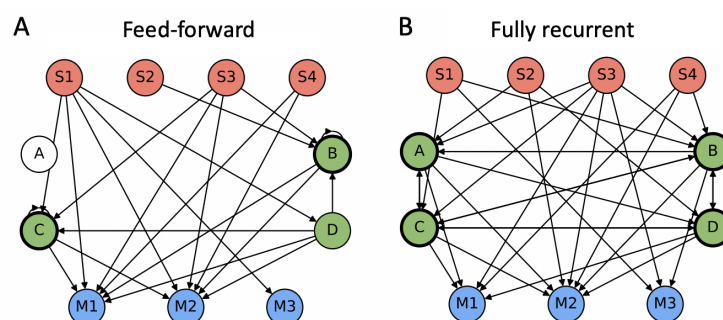 A Feed-forward
B Fully recurrent
S1 S2 S3 S4
S1 S2 S3 S4
A B
A B
C D
C D
M1 M2 M3
M1 M2 M3